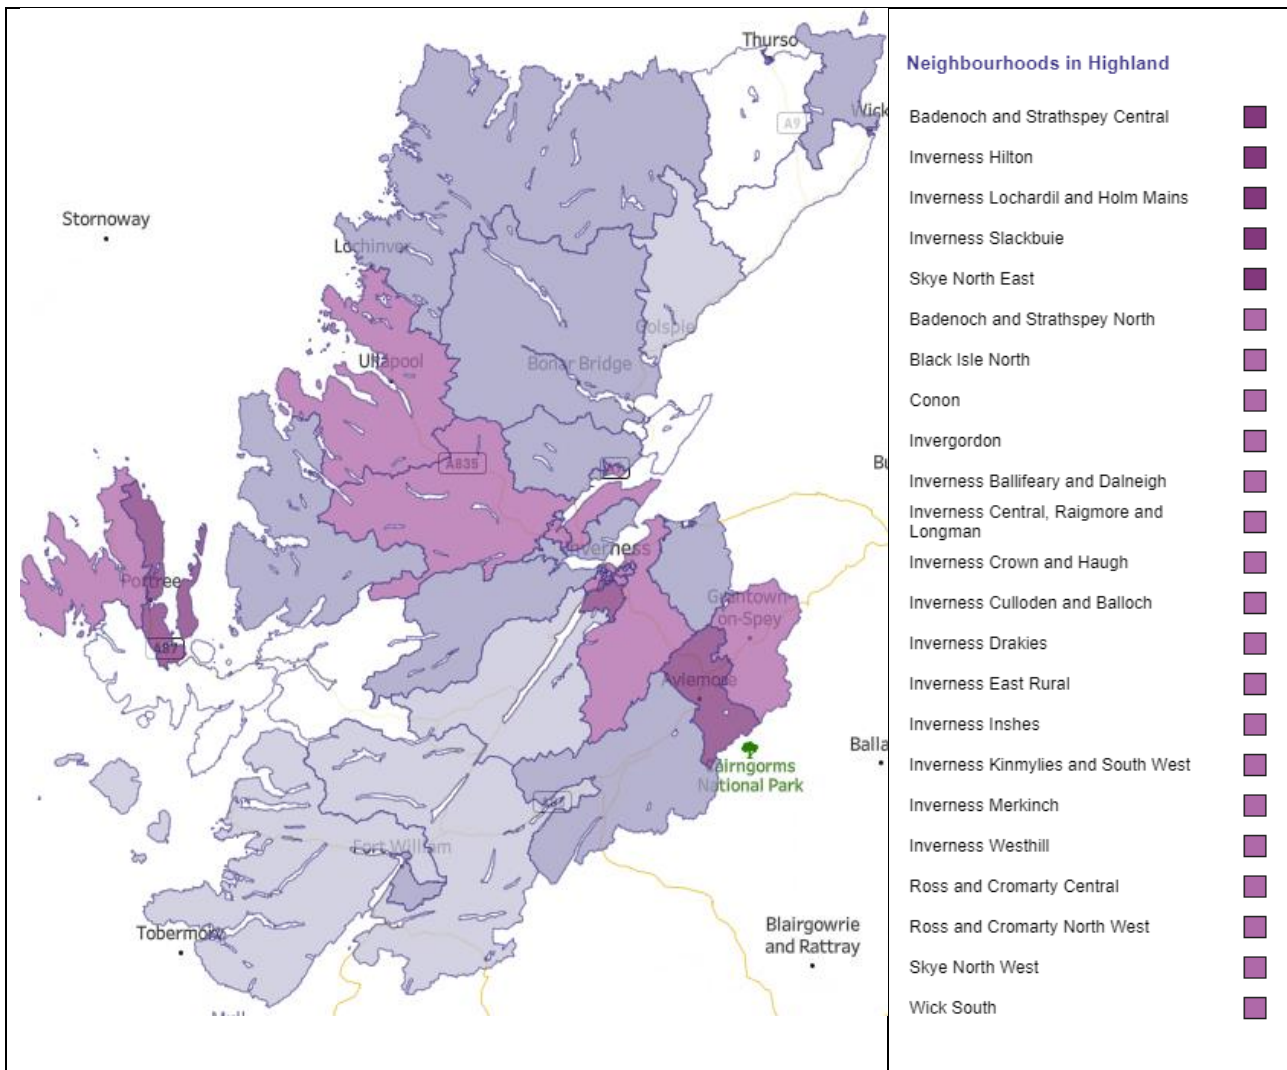 Thurso
A9
Wick
Stornoway
Lochinver
Golspie
Ullapool
Bonar Bridge
A835
Bu
Inverness
Portree
Grantown-
on-Spey
A87
Aviemore
Balla
Cairngorms
National Park
Fort William
Tobermory
Blairgowrie
and Rattray
Mull
Neighbourhoods in Highland
Badenoch and Strathspey Central
Inverness Hilton
Inverness Lochardil and Holm Mains
Inverness Slackbuie
Skye North East
Badenoch and Strathspey North
Black Isle North
Conon
Invergordon
Inverness Ballifeary and Dalneigh
Inverness Central, Raigmore and
Longman
Inverness Crown and Haugh
Inverness Culloden and Balloch
Inverness Drakies
Inverness East Rural
Inverness Inshes
Inverness Kinmylies and South West
Inverness Merkinch
Inverness Westhill
Ross and Cromarty Central
Ross and Cromarty North West
Skye North West
Wick South